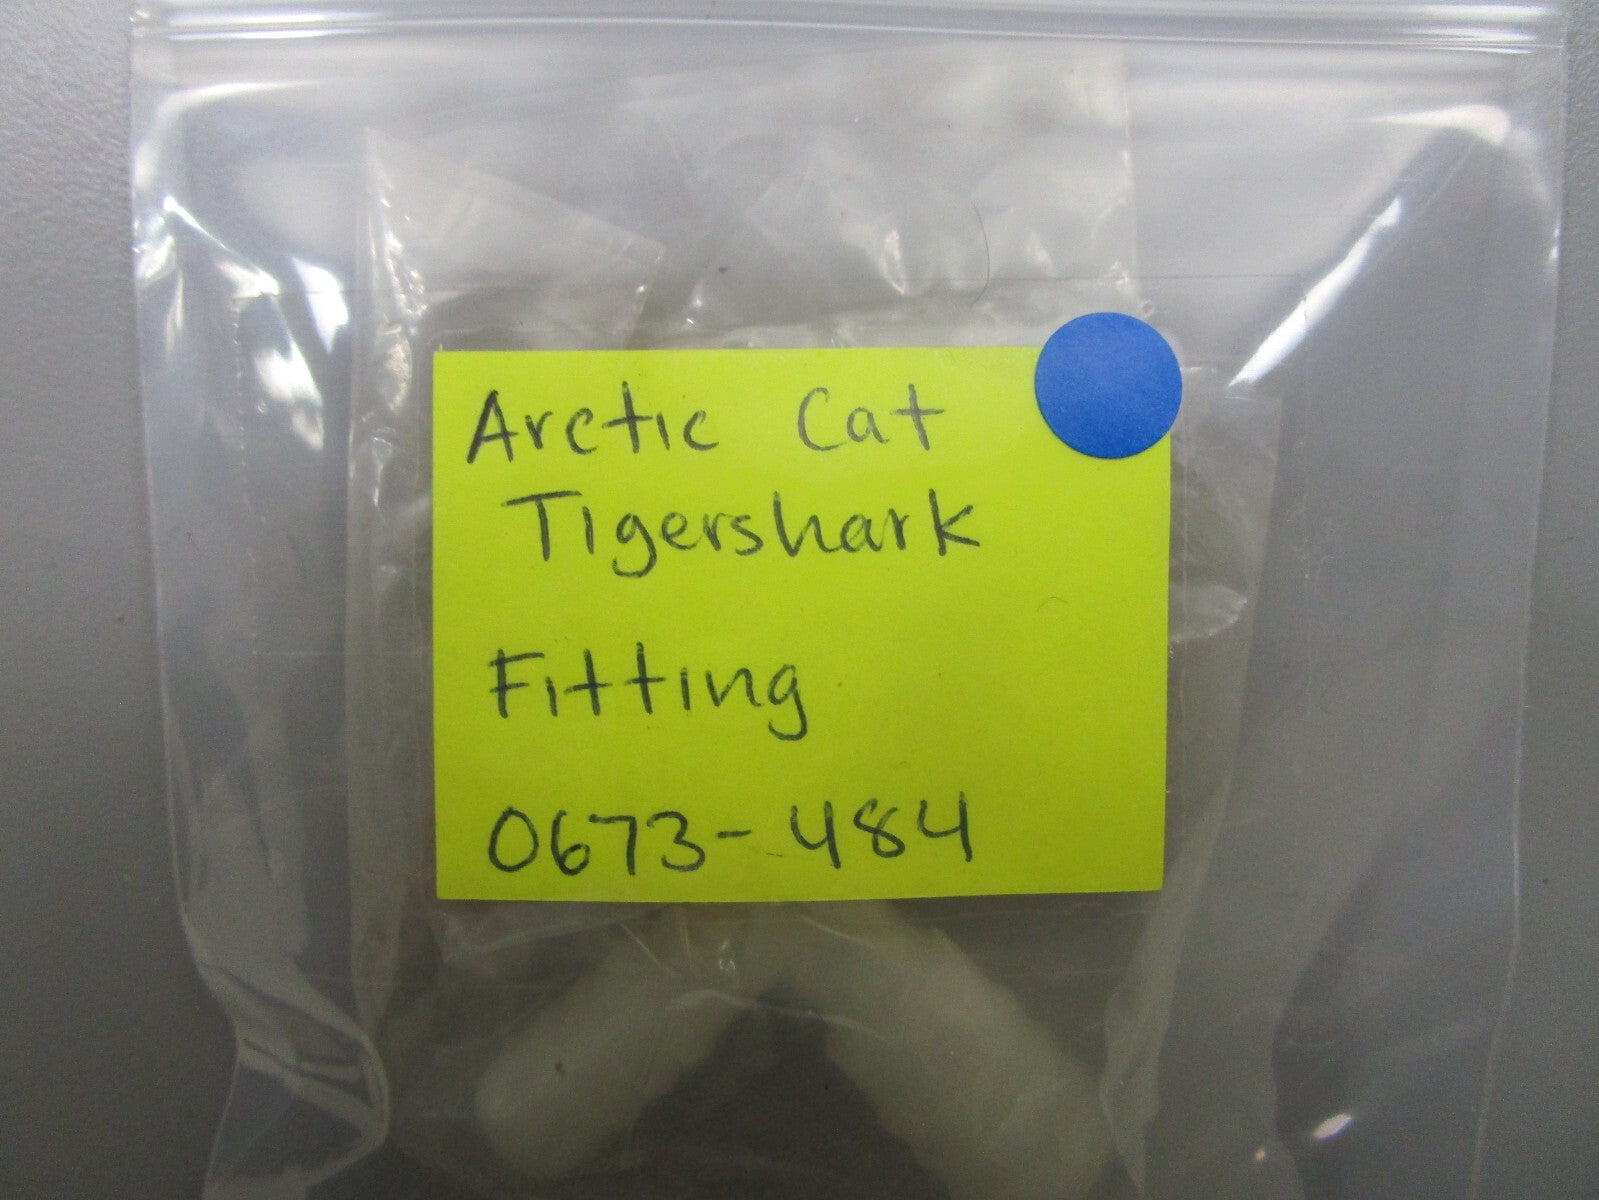 Arctic Cat
Tigershark
Fitting
0673-484